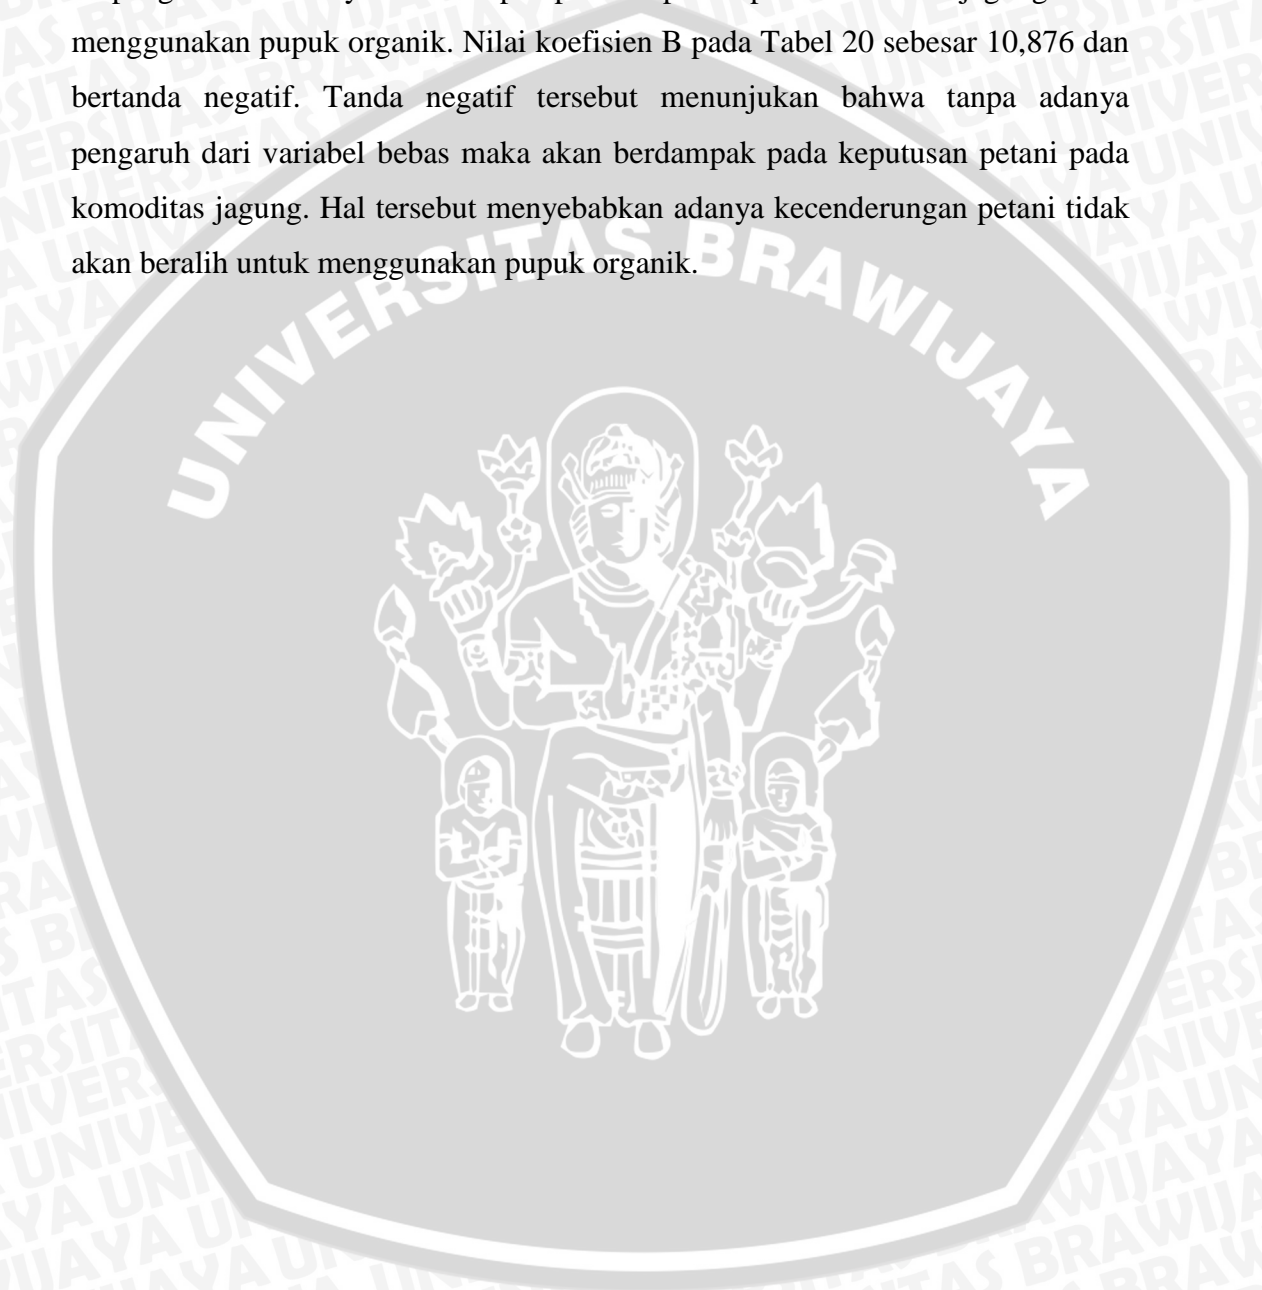 menggunakan pupuk organik. Nilai koefisien B pada Tabel 20 sebesar 10,876 dan
bertanda negatif. Tanda negatif tersebut menunjukan bahwa tanpa adanya
pengaruh dari variabel bebas maka akan berdampak pada keputusan petani pada
komoditas jagung. Hal tersebut menyebabkan adanya kecenderungan petani tidak
akan beralih untuk menggunakan pupuk organik.
UNIVERSITAS BRAWIJAYA